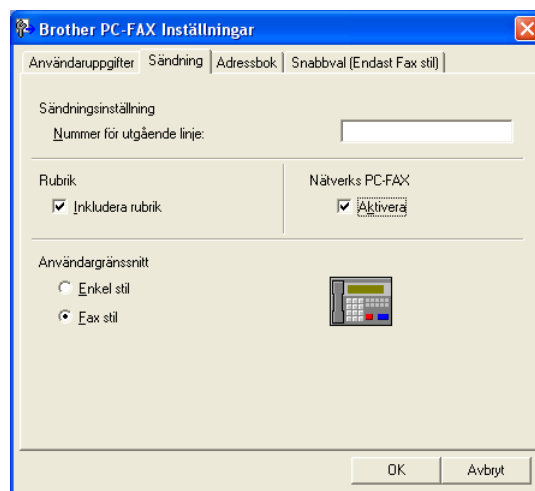 Brother PC-FAX Inställningar
Användaruppgifter Sändning Adressbok Snabbval (Endast Fax stil)
Sändningsinställning
Nummer för utgående linje:
Rubrik
Inkludera rubrik
Nätverks PC-FAX
Aktivera
Användargränssnitt
Enkel stil
Fax stil
OK Avbryt